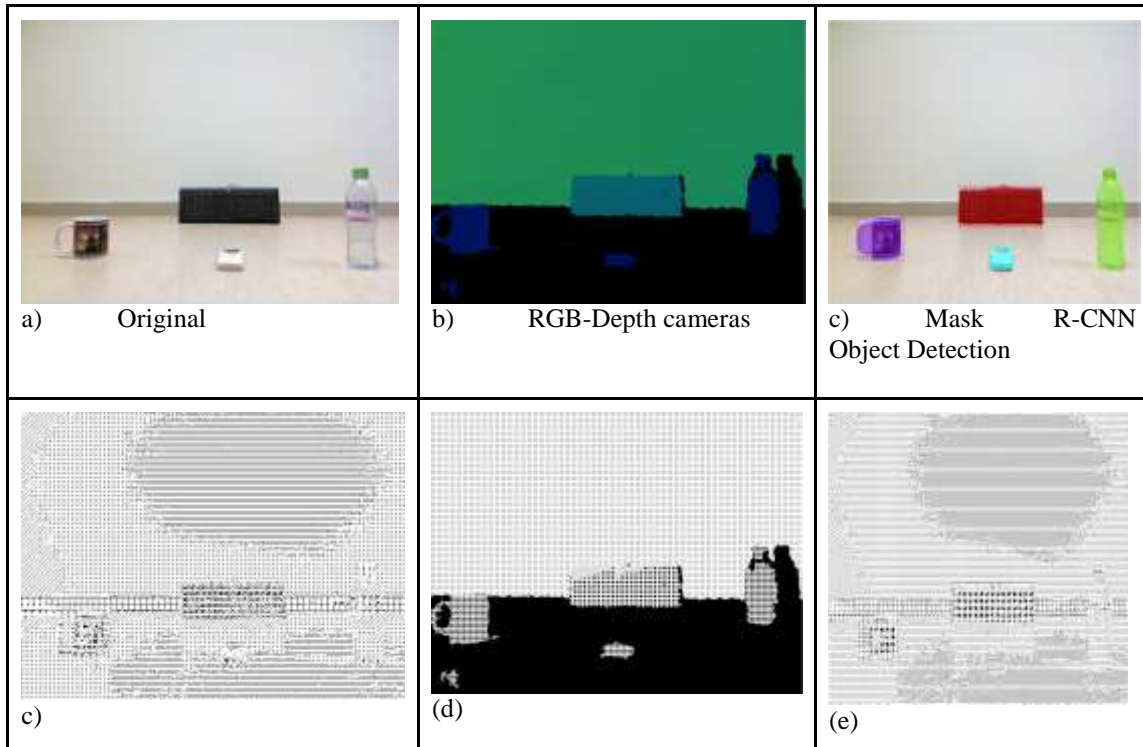 a) Original
b) RGB-Depth cameras
c) Mask R-CNN
Object Detection
c)
(d)
(e)